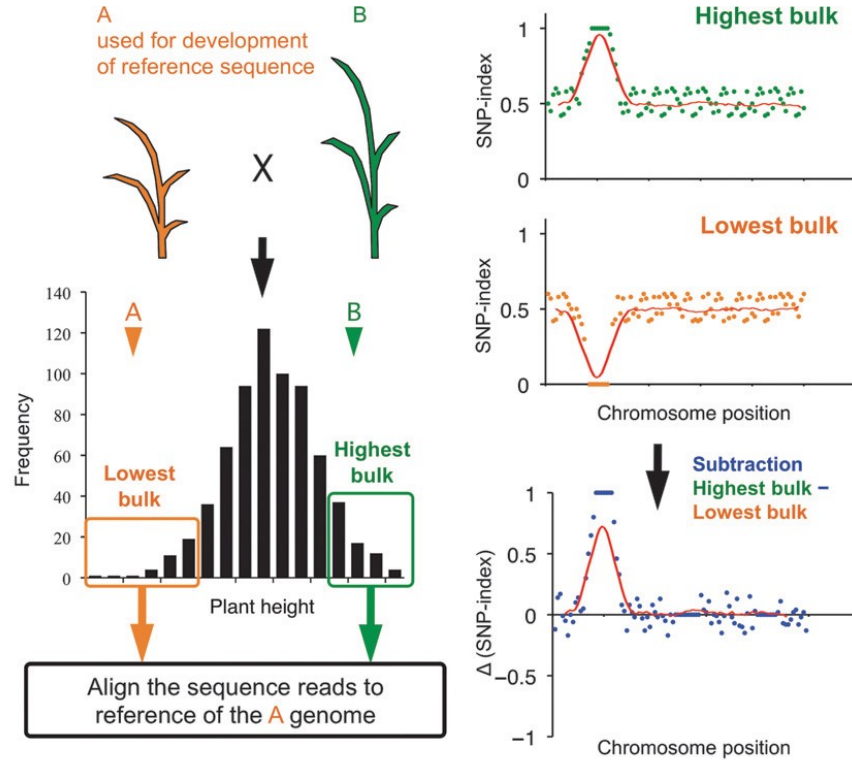 A
used for development
of reference sequence
B
X
140
120
100
80
60
40
20
0
Frequency
A
B
Lowest
bulk
Highest
bulk
Plant height
Align the sequence reads to
reference of the A genome
Highest bulk
1
0.5
0
SNP-index
Lowest bulk
1
0.5
0
SNP-index
Chromosome position
Subtraction
Highest bulk –
Lowest bulk
1
0.5
0
−0.5
−1
Δ (SNP-index)
Chromosome position